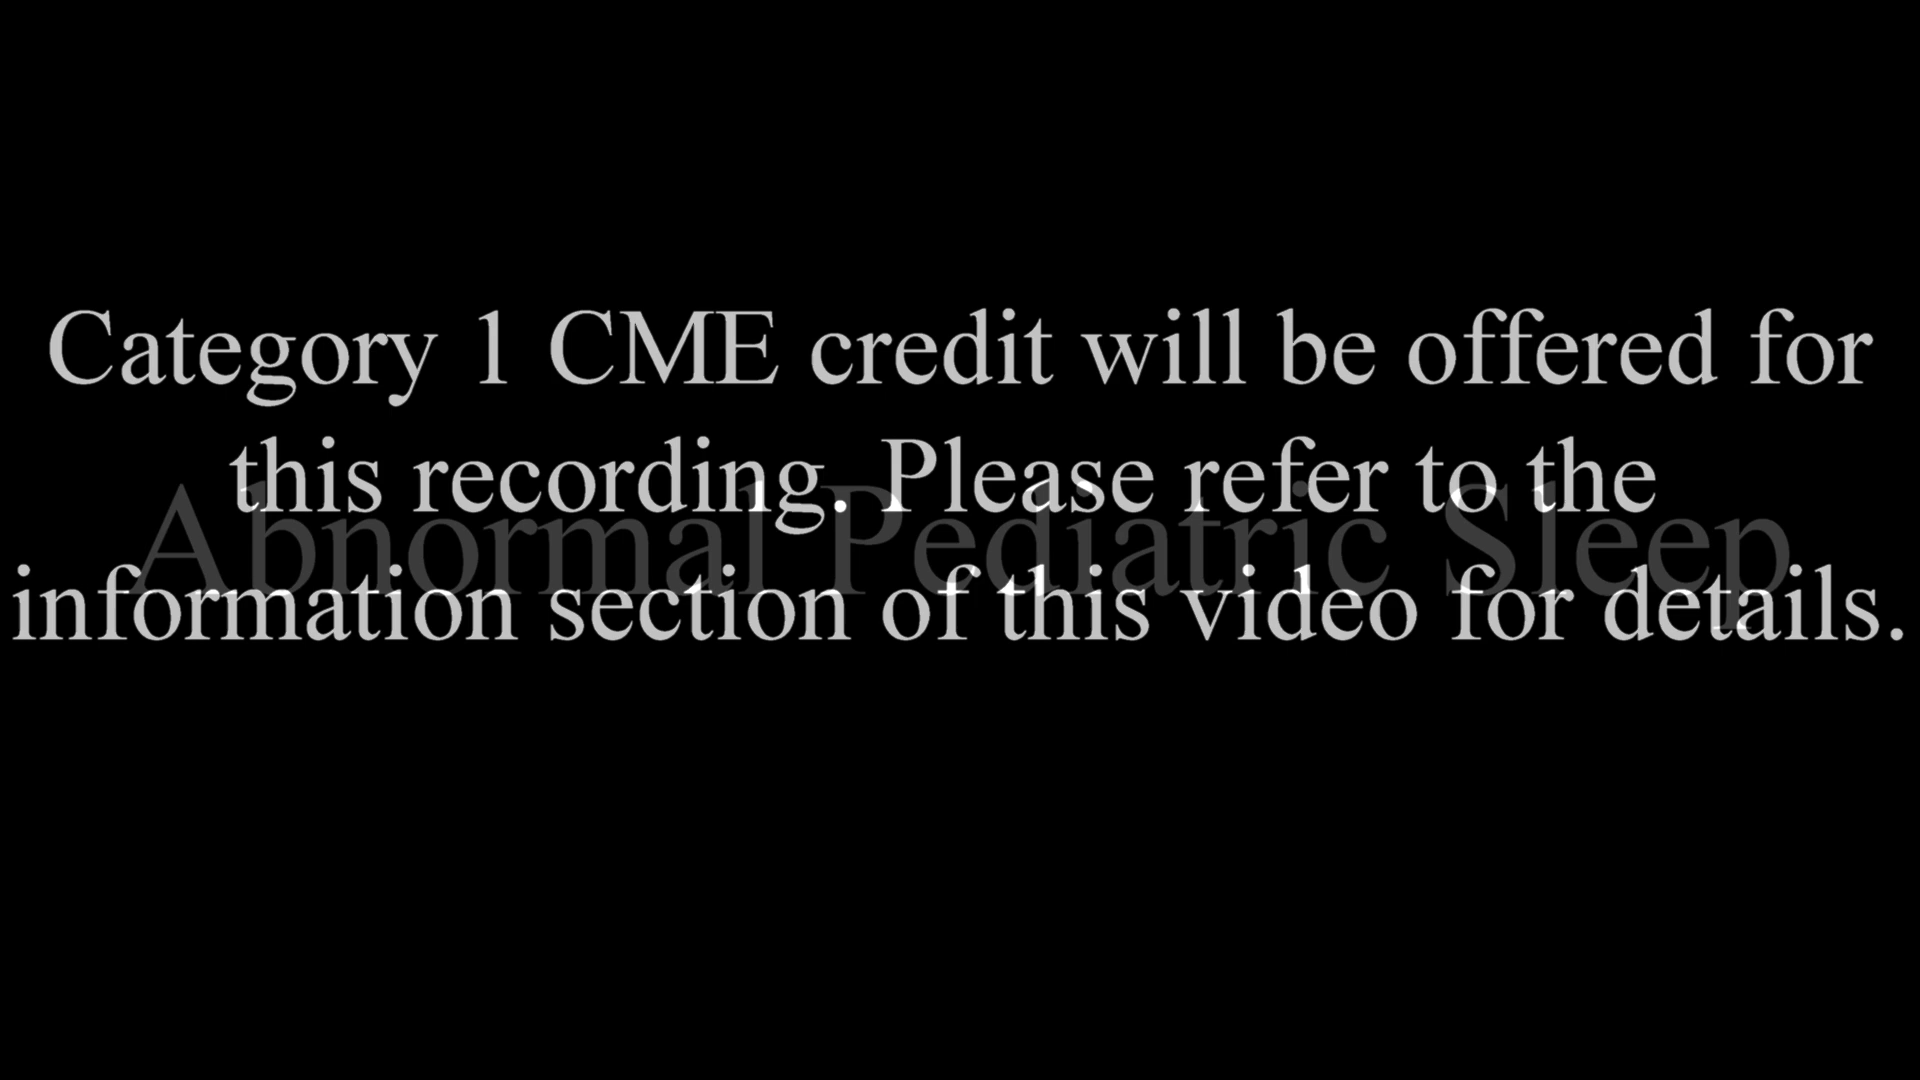 Category 1 CME credit will be offered for
this recording. Please refer to the
Abnormal Pediatric Sleep
information section of this video for details.